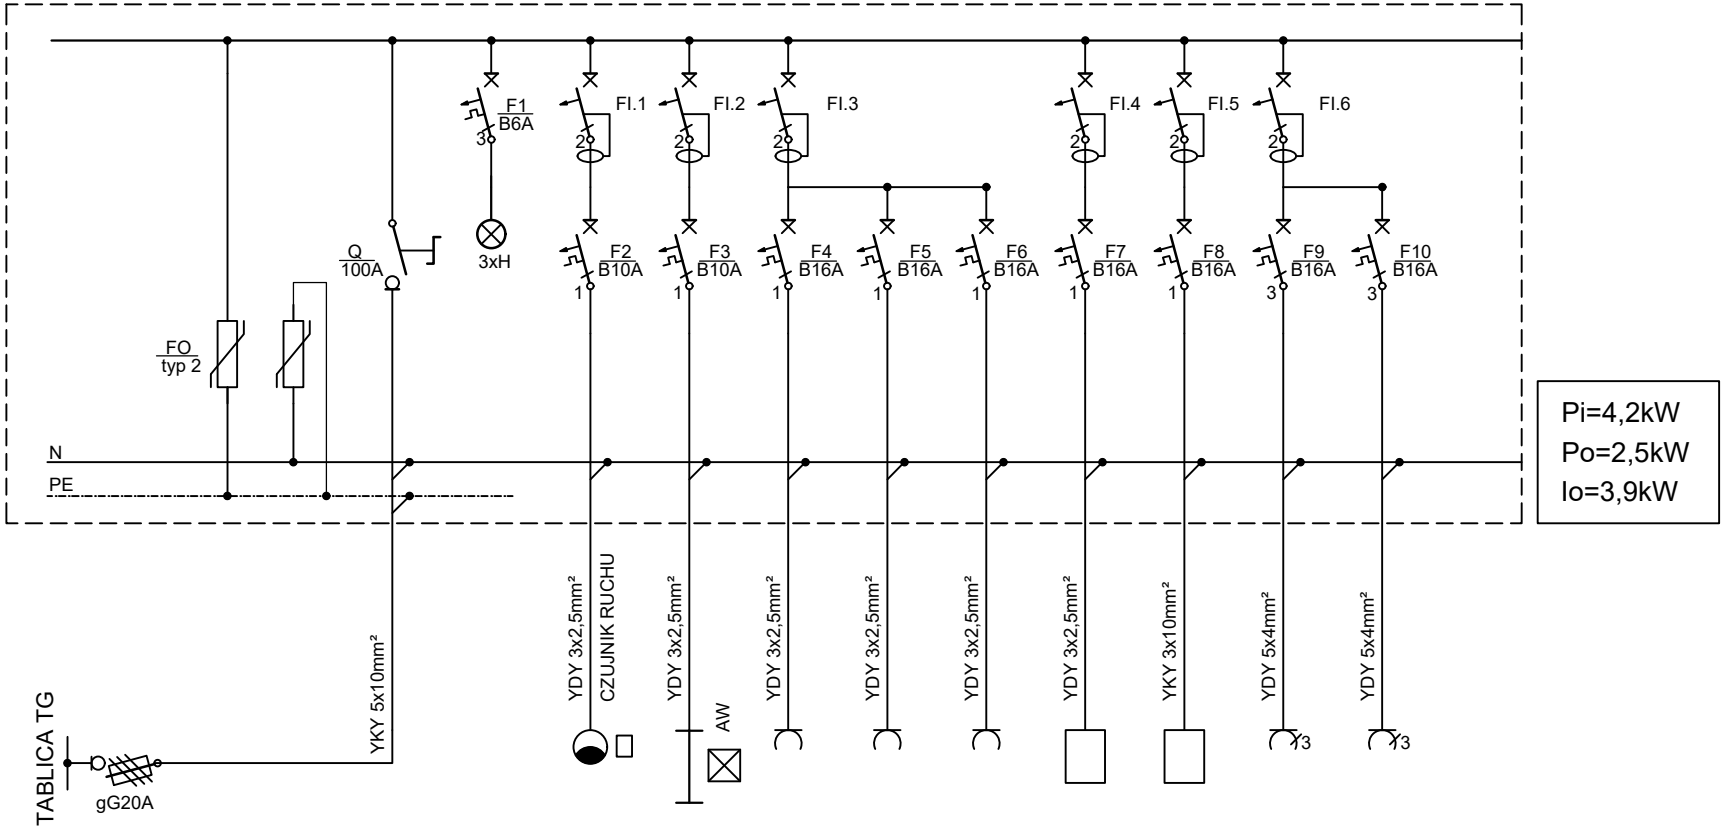 F1
B6A
3
FI.1
2
FI.2
2
FI.3
2
FI.4
2
FI.5
2
FI.6
2
Q
100A
3xH
F2
B10A
1
F3
B10A
1
F4
B16A
1
F5
B16A
1
F6
B16A
1
F7
B16A
1
F8
B16A
1
F9
B16A
3
F10
B16A
3
FO
typ 2
N
PE
Pi=4,2kW
Po=2,5kW
Io=3,9kW
TABLICA TG
gG20A
YKY 5x10mm²
YDY 3x2,5mm²
CZUJNIK RUCHU
YDY 3x2,5mm²
AW
YDY 3x2,5mm²
YDY 3x2,5mm²
YDY 3x2,5mm²
YDY 3x2,5mm²
YKY 3x10mm²
YDY 5x4mm²
3
YDY 5x4mm²
3